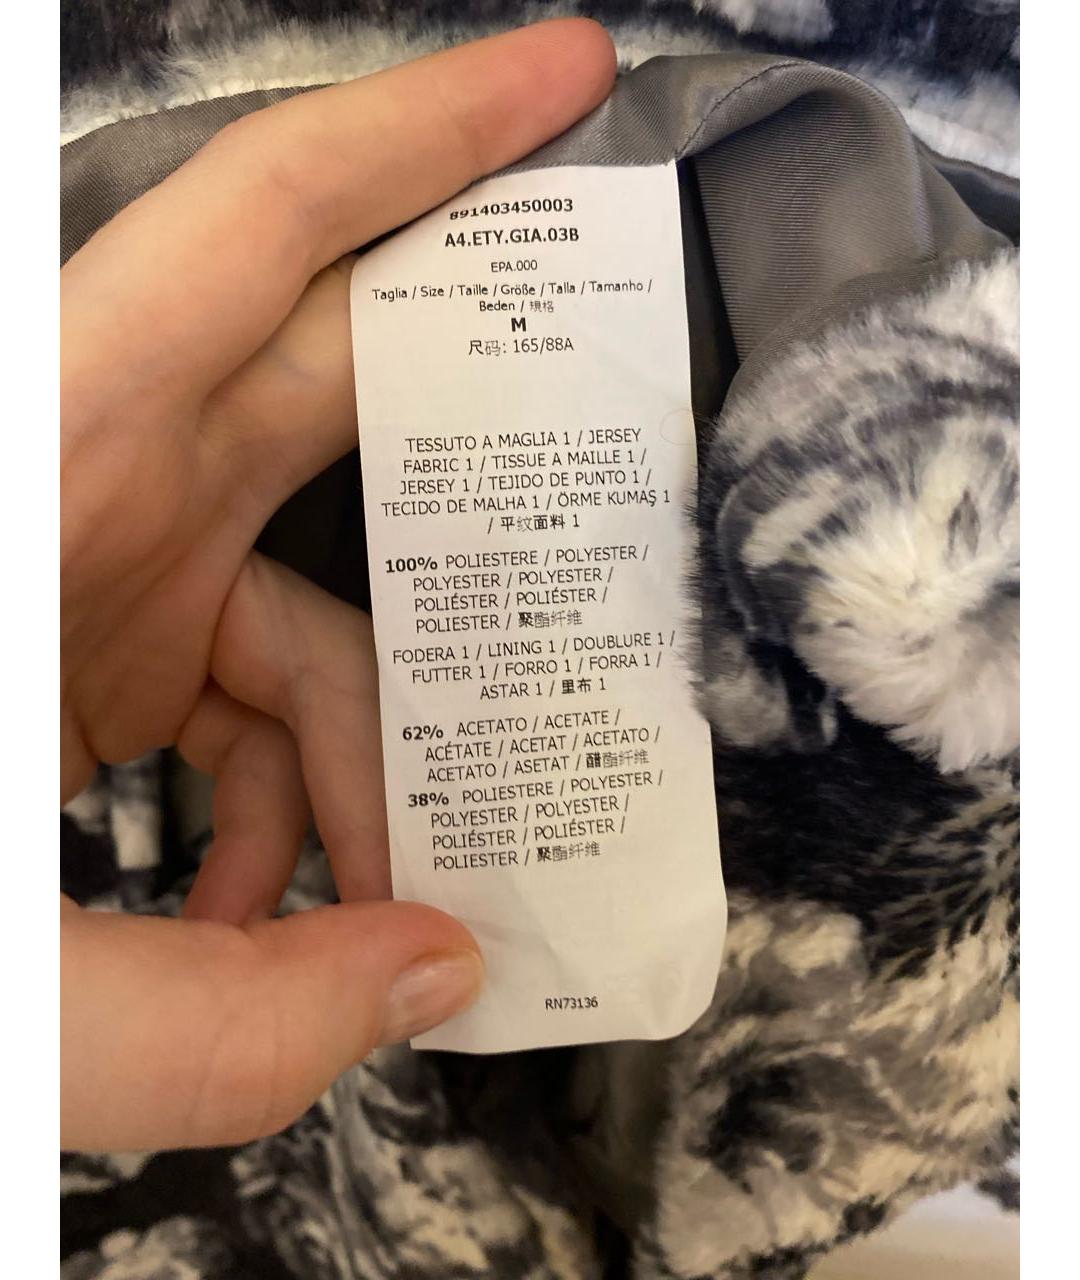 891403450003
A4.ETY.GIA.03B
EPA.000
Taglia / Size / Taille / Größe / Talla / Tamanho /
Beden / 規格
M
尺码: 165/88A
TESSUTO A MAGLIA 1 / JERSEY
FABRIC 1 / TISSUE A MAILLE 1 /
JERSEY 1 / TEJIDO DE PUNTO 1 /
TECIDO DE MALHA 1 / ÖRME KUMAŞ 1
/ 平纹面料 1
100% POLIESTERE / POLYESTER /
POLYESTER / POLYESTER /
POLIÉSTER / POLIÉSTER /
POLIESTER / 聚酯纤维
FODERA 1 / LINING 1 / DOUBLURE 1 /
FUTTER 1 / FORRO 1 / FORRA 1 /
ASTAR 1 / 里布 1
62% ACETATO / ACETATE /
ACÉTATE / ACETAT / ACETATO /
ACETATO / ASETAT / 醋酯纤维
38% POLIESTERE / POLYESTER /
POLYESTER / POLYESTER /
POLIÉSTER / POLIÉSTER /
POLIESTER / 聚酯纤维
RN73136